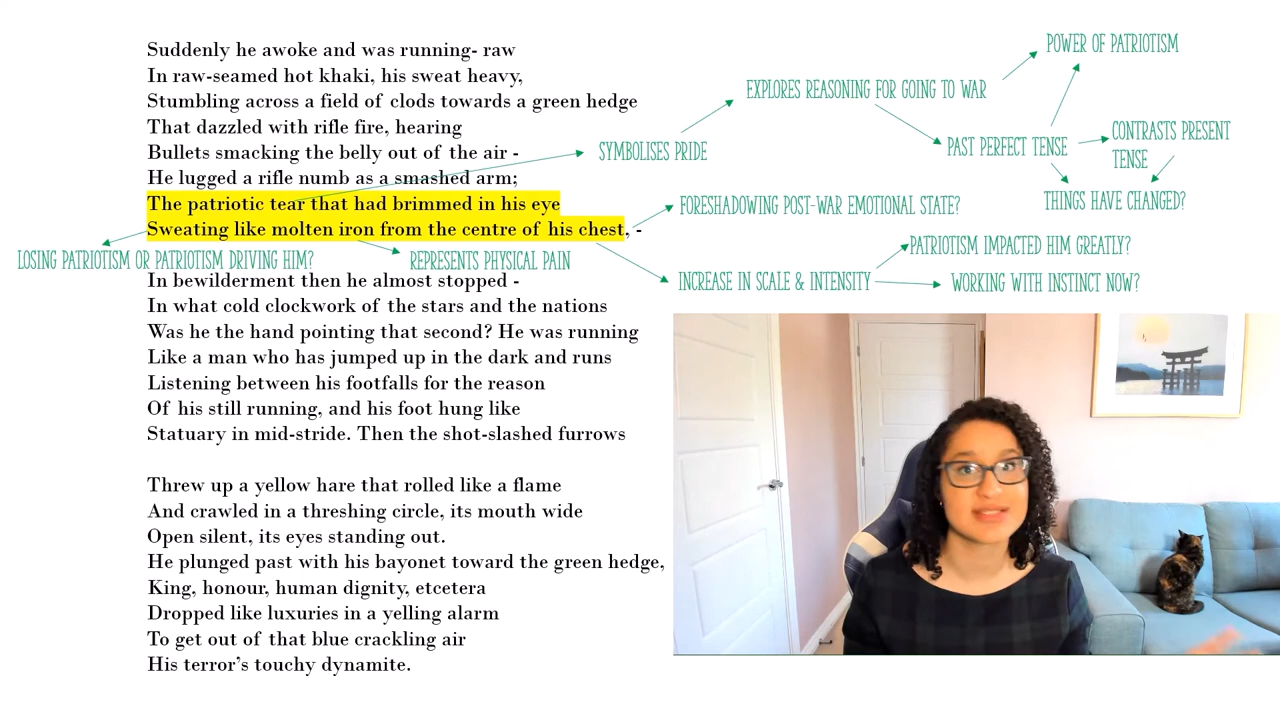 Suddenly he awoke and was running- raw
In raw-seamed hot khaki, his sweat heavy,
Stumbling across a field of clods towards a green hedge
That dazzled with rifle fire, hearing
Bullets smacking the belly out of the air -
He lugged a rifle numb as a smashed arm;
The patriotic tear that had brimmed in his eye
Sweating like molten iron from the centre of his chest, -
In bewilderment then he almost stopped -
In what cold clockwork of the stars and the nations
Was he the hand pointing that second? He was running
Like a man who has jumped up in the dark and runs
Listening between his footfalls for the reason
Of his still running, and his foot hung like
Statuary in mid-stride. Then the shot-slashed furrows
Threw up a yellow hare that rolled like a flame
And crawled in a threshing circle, its mouth wide
Open silent, its eyes standing out.
He plunged past with his bayonet toward the green hedge,
King, honour, human dignity, etcetera
Dropped like luxuries in a yelling alarm
To get out of that blue crackling air
His terror's touchy dynamite.
LOSING PATRIOTISM OR PATRIOTISM DRIVING HIM?
REPRESENTS PHYSICAL PAIN
SYMBOLISES PRIDE
EXPLORES REASONING FOR GOING TO WAR
POWER OF PATRIOTISM
PAST PERFECT TENSE
CONTRASTS PRESENT
TENSE
THINGS HAVE CHANGED?
FORESHADOWING POST-WAR EMOTIONAL STATE?
INCREASE IN SCALE & INTENSITY
PATRIOTISM IMPACTED HIM GREATLY?
WORKING WITH INSTINCT NOW?